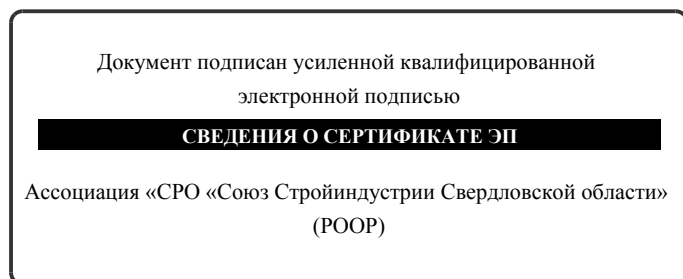 Документ подписан усиленной квалифицированной
электронной подписью
СВЕДЕНИЯ О СЕРТИФИКАТЕ ЭП
Ассоциация «СРО «Союз Стройиндустрии Свердловской области»
(РООР)